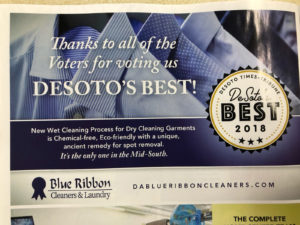 Thanks to all of the
Voters for voting us
DESOTO'S BEST!
DESOTO TIMES-TRIBUNE
DeSoto
BEST
2018
New Wet Cleaning Process for Dry Cleaning Garments
is Chemical-free, Eco-friendly with a unique,
ancient remedy for spot removal.
It's the only one in the Mid-South.
Blue Ribbon
Cleaners & Laundry
DABLUERIBBONCLEANERS.COM
THE COMPLETE